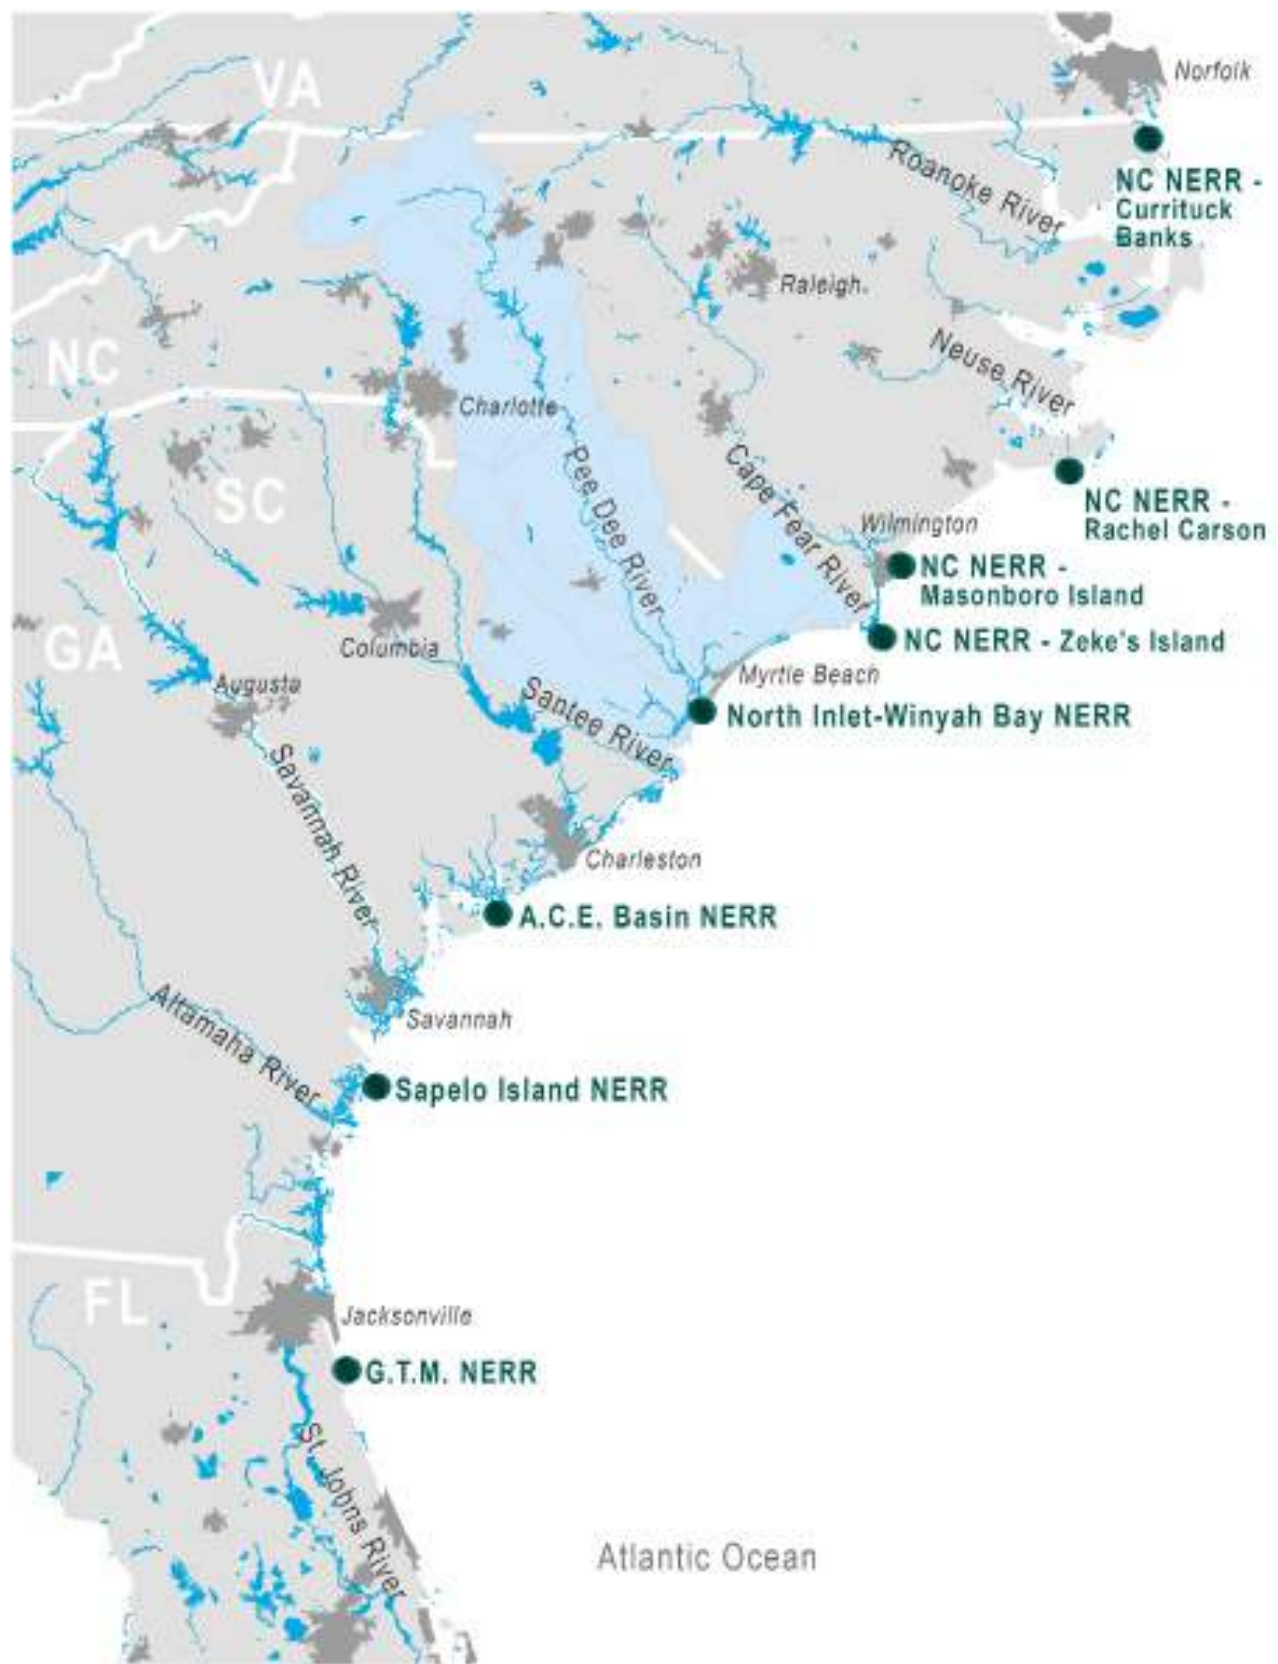 Norfolk
VA
Roanoke River
NC NERR -
Currituck
Banks
Raleigh
Neuse River
NC
Charlotte
Pee Dee River
Cape Fear River
SC
NC NERR -
Rachel Carson
Wilmington
NC NERR -
Masonboro Island
NC NERR - Zeke's Island
GA
Columbia
Augusta
Myrtle Beach
Santee River
North Inlet-Winyah Bay NERR
Savannah River
Charleston
A.C.E. Basin NERR
Altamaha River
Savannah
Sapelo Island NERR
FL
Jacksonville
G.T.M. NERR
St. Johns River
Atlantic Ocean